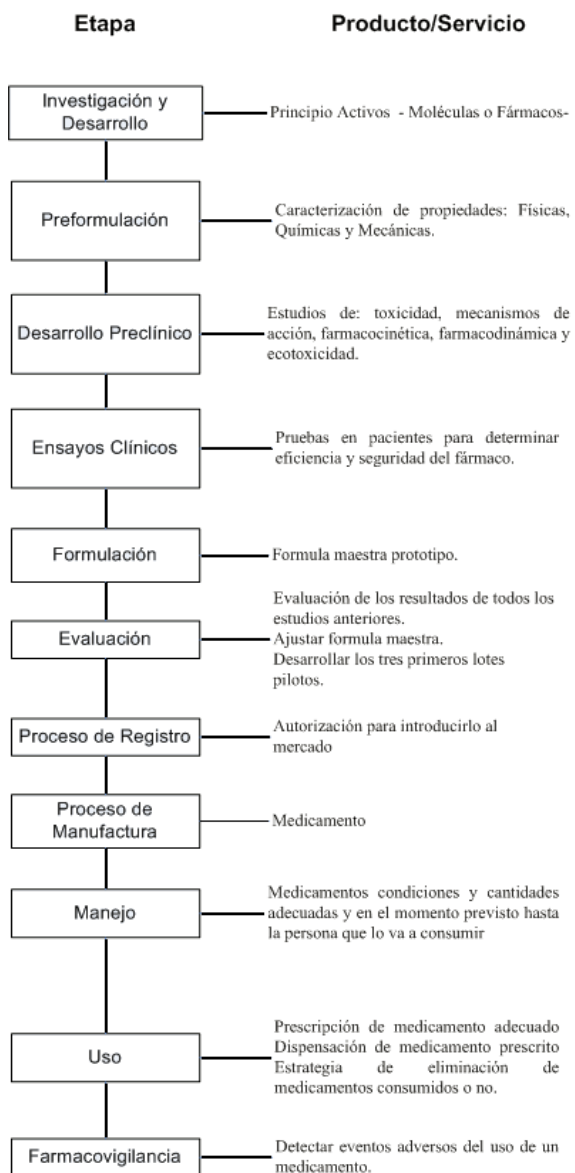 Etapa
Producto/Servicio
Investigación y
Desarrollo
Principio Activos - Moléculas o Fármacos-
Preformulación
Caracterización de propiedades: Físicas,
Químicas y Mecánicas.
Desarrollo Preclínico
Estudios de: toxicidad, mecanismos de
acción, farmacocinética, farmacodinámica y
ecotoxicidad.
Ensayos Clínicos
Pruebas en pacientes para determinar
eficiencia y seguridad del fármaco.
Formulación
Formula maestra prototipo.
Evaluación
Evaluación de los resultados de todos los
estudios anteriores.
Ajustar formula maestra.
Desarrollar los tres primeros lotes
pilotos.
Proceso de Registro
Autorización para introducirlo al
mercado
Proceso de
Manufactura
Medicamento
Manejo
Medicamentos condiciones y cantidades
adecuadas y en el momento previsto hasta
la persona que lo va a consumir
Uso
Prescripción de medicamento adecuado
Dispensación de medicamento prescrito
Estrategia de eliminación de
medicamentos consumidos o no.
Farmacovigilancia
Detectar eventos adversos del uso de un
medicamento.